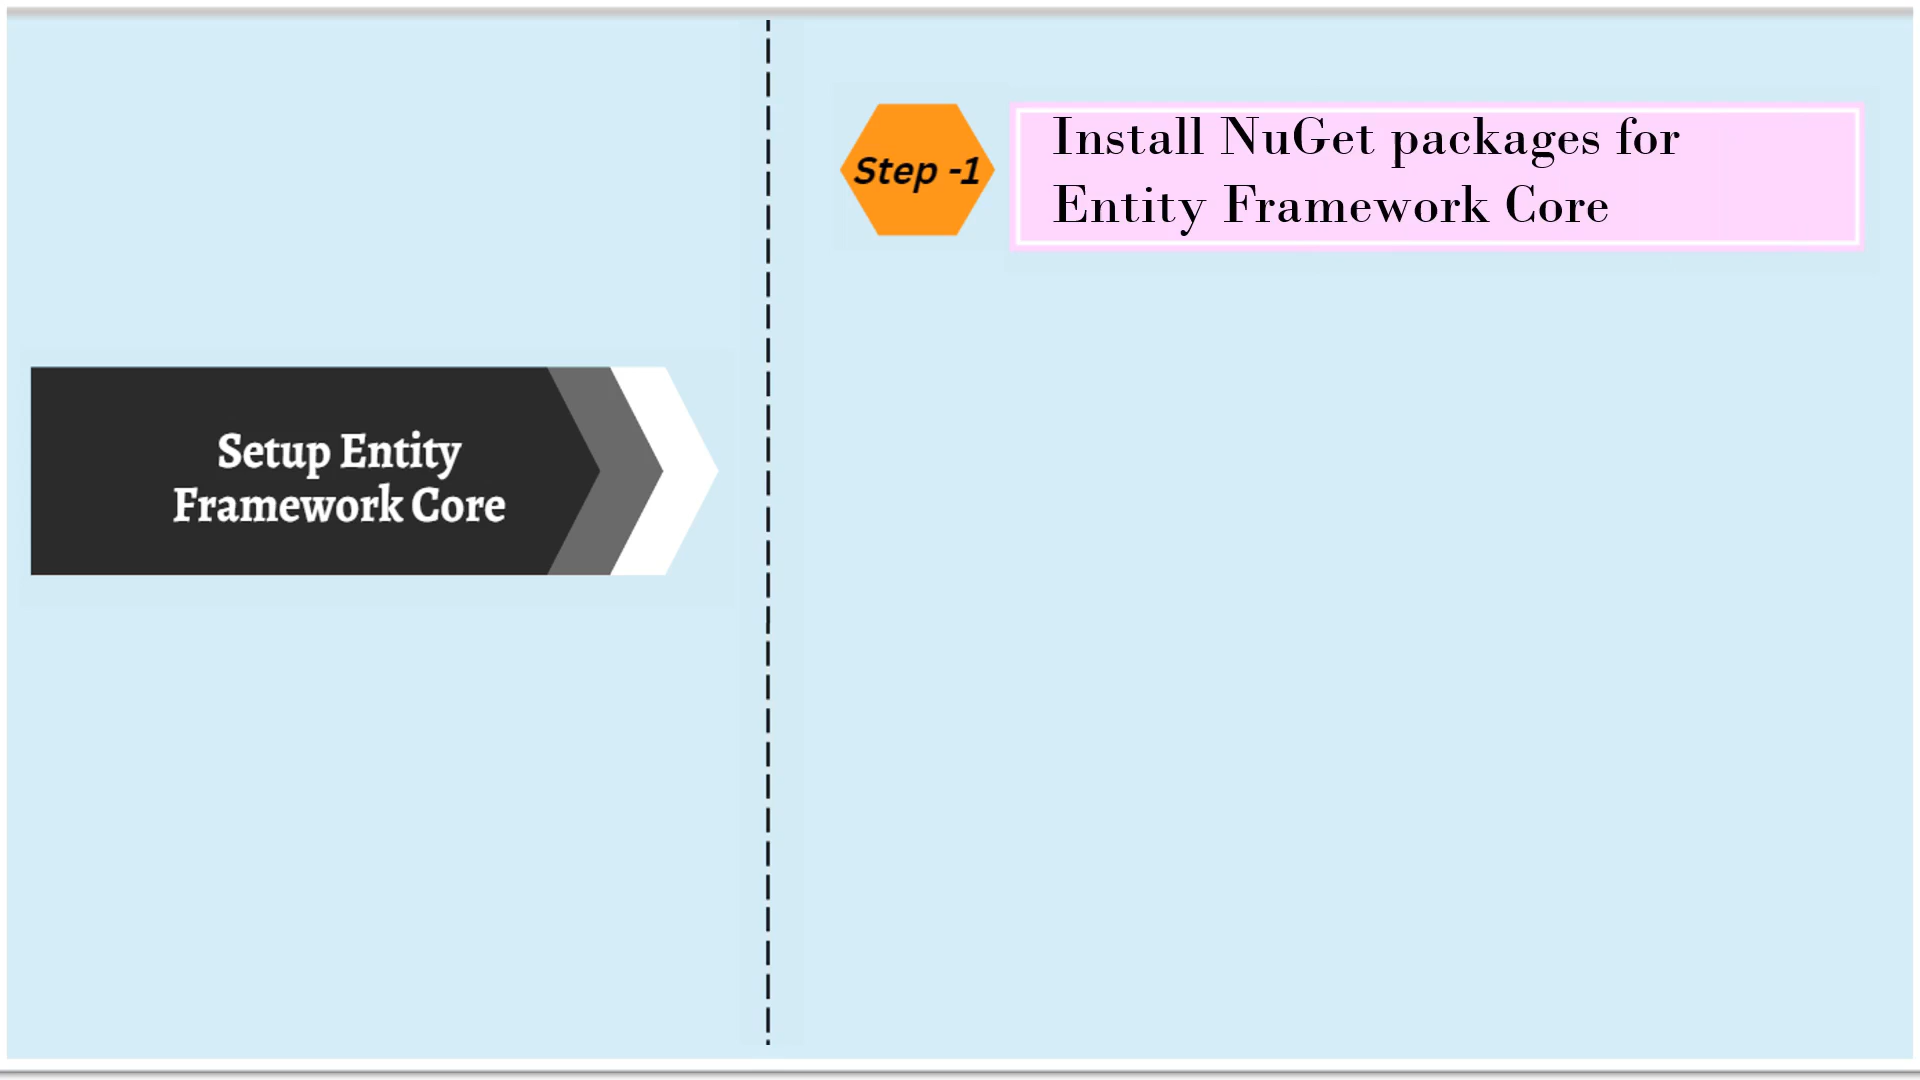 Setup Entity
Framework Core
Step -1
Install NuGet packages for
Entity Framework Core